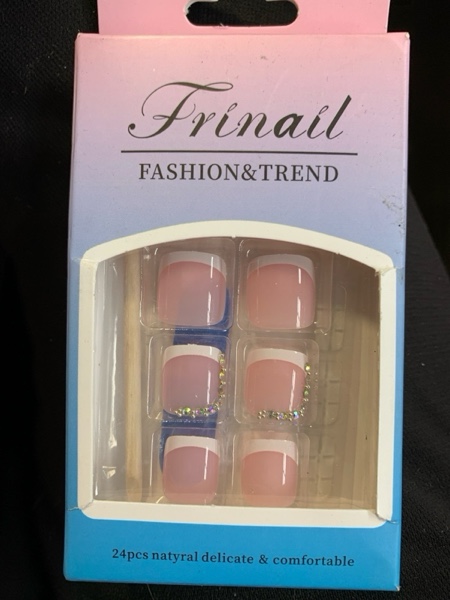 Frinail
FASHION&TREND
24pcs natyral delicate & comfortable